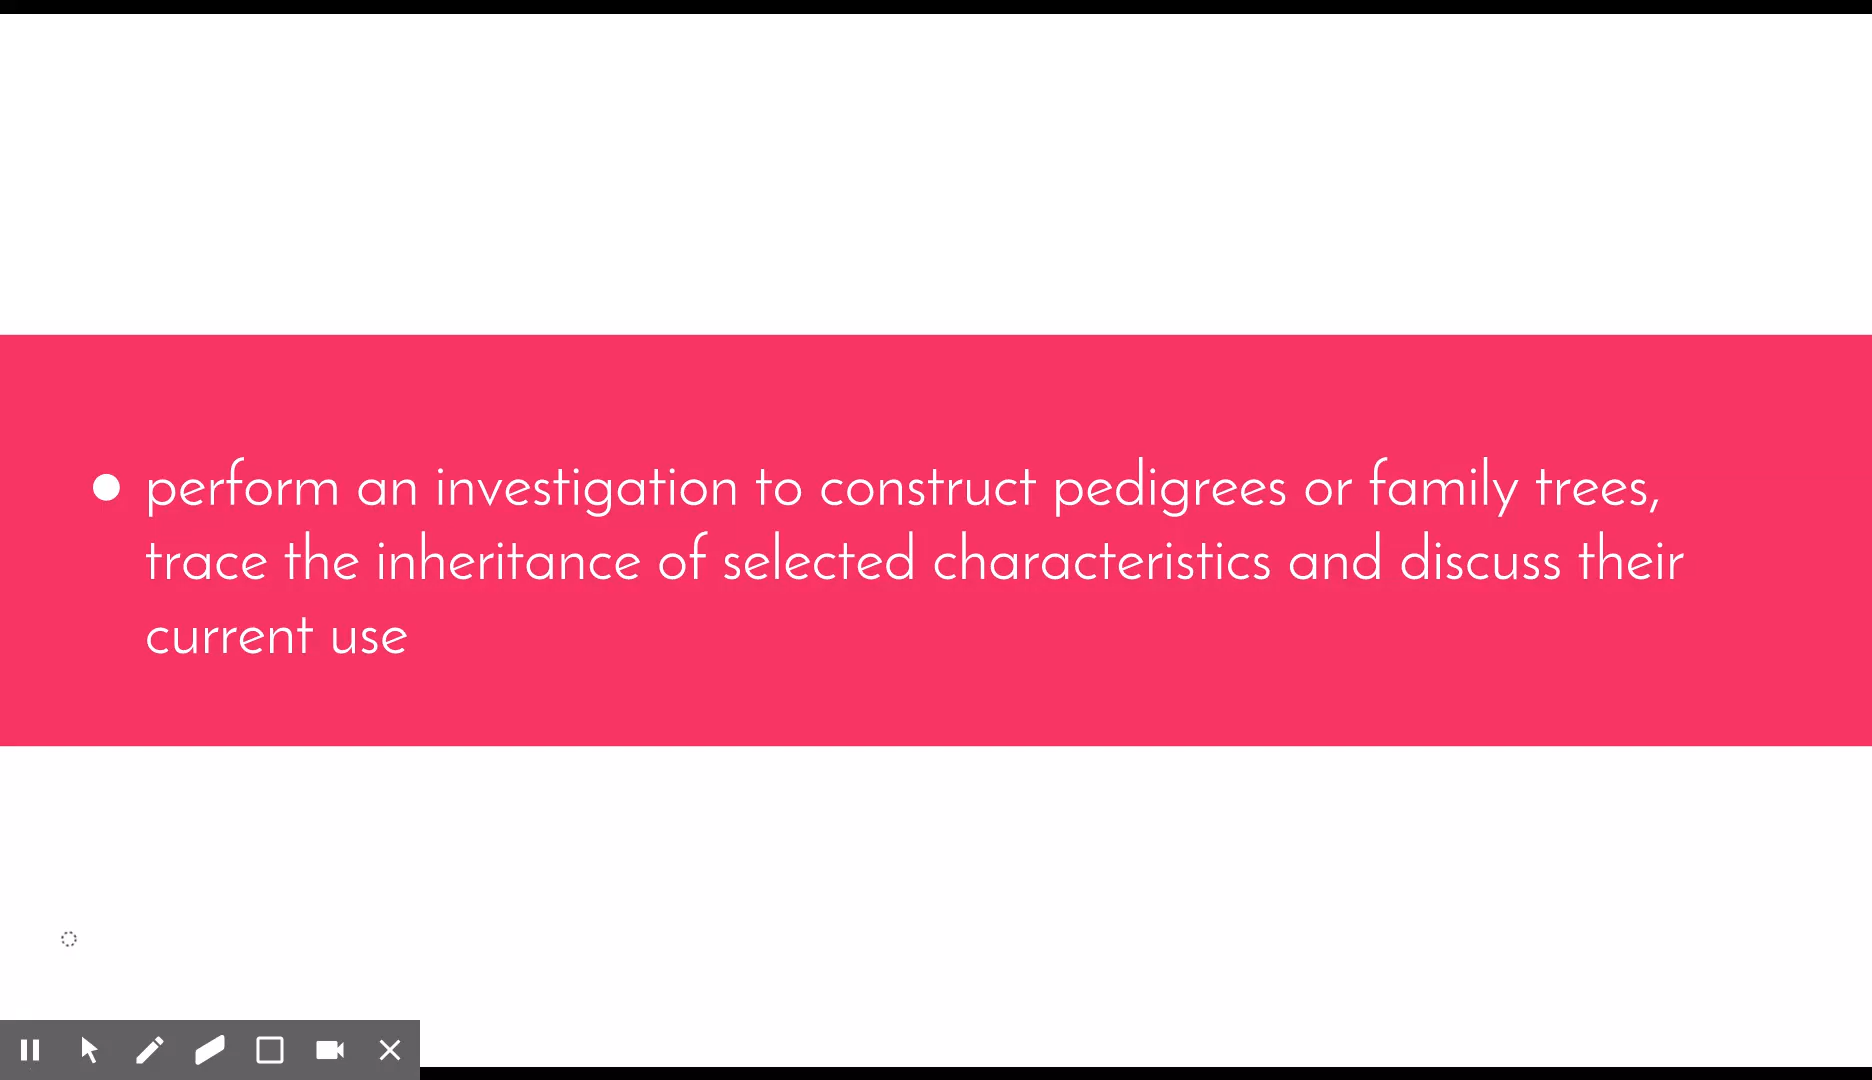 ● perform an investigation to construct pedigrees or family trees,
trace the inheritance of selected characteristics and discuss their
current use